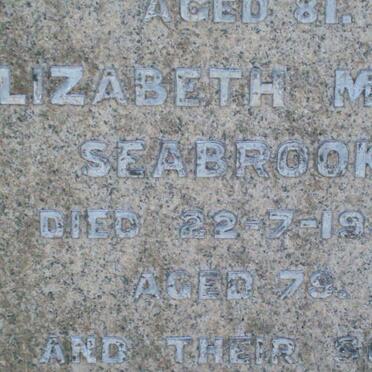 AGED 81.
LIZABETH M
SEABROOK
DIED 22-7-19
AGED 79.
AND THEIR S